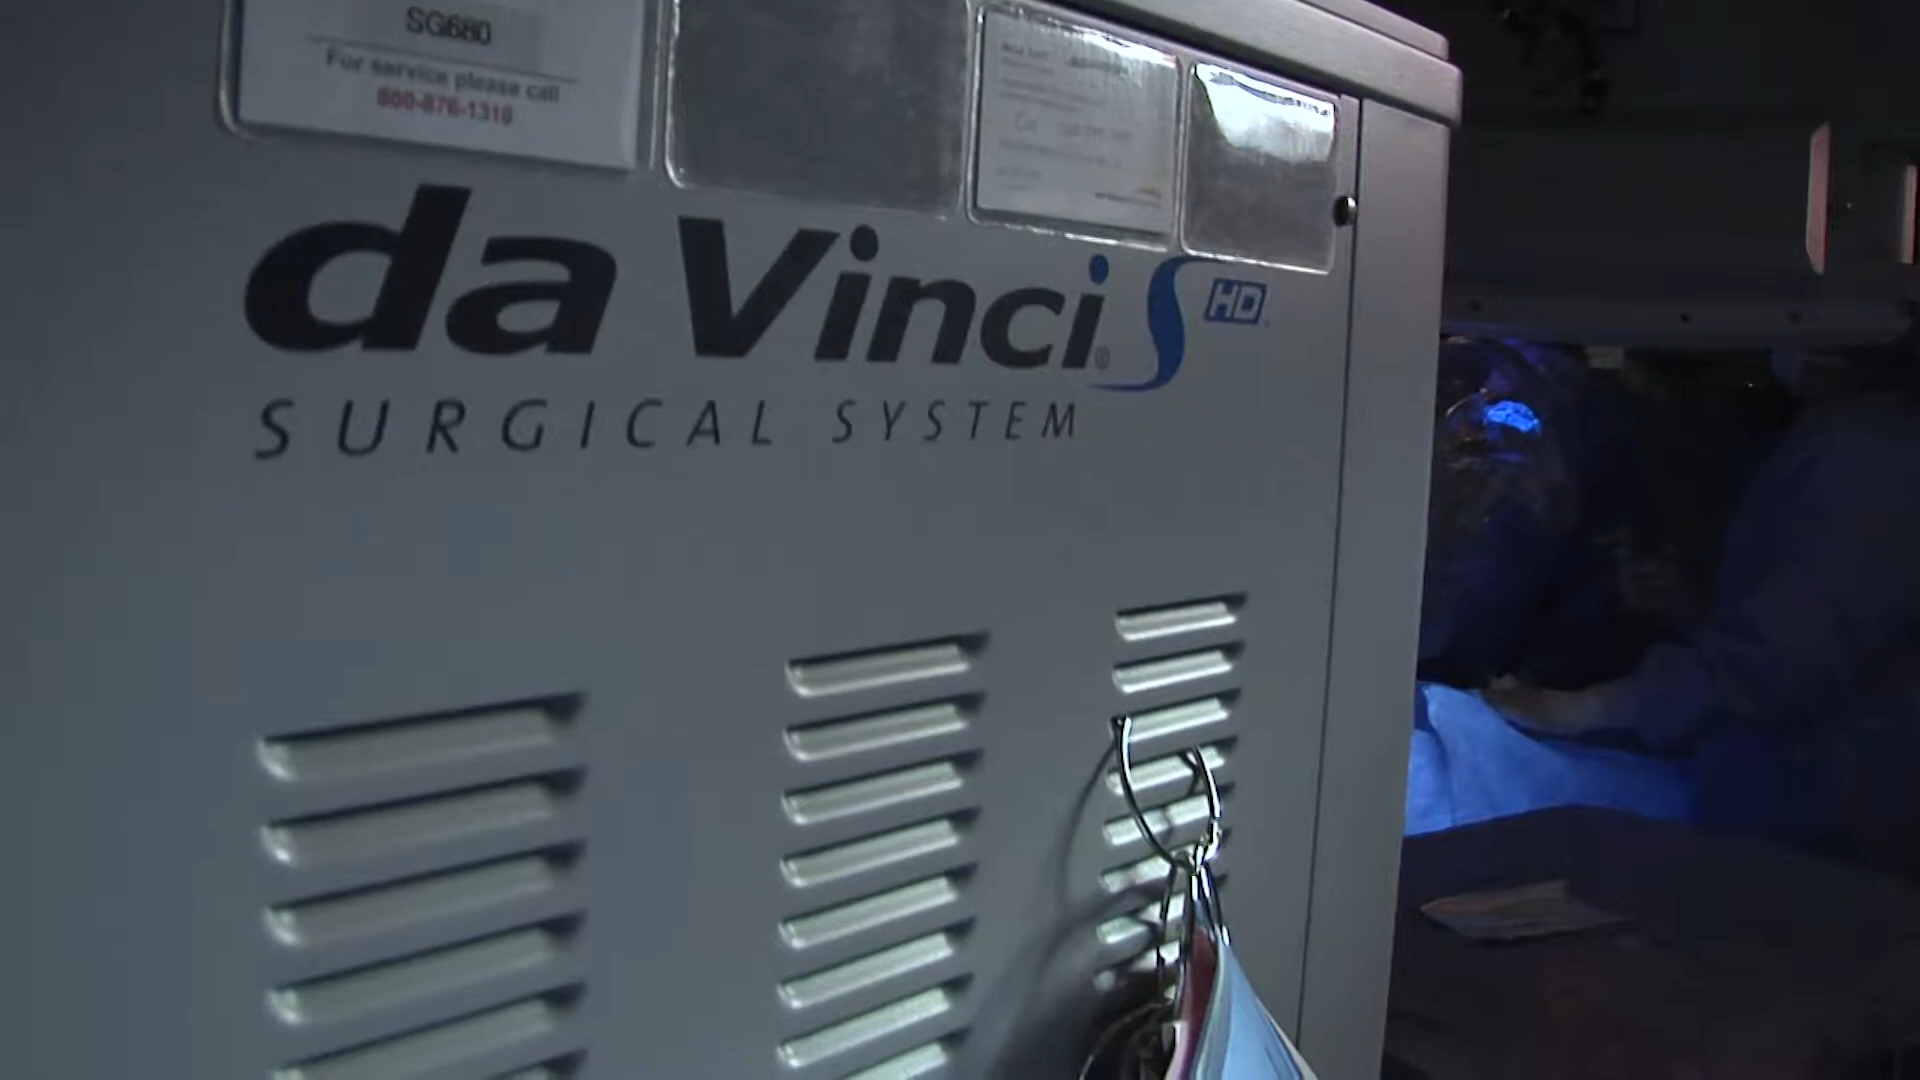 SG680
For service please call
800-876-1310
da Vinci® S HD
SURGICAL SYSTEM